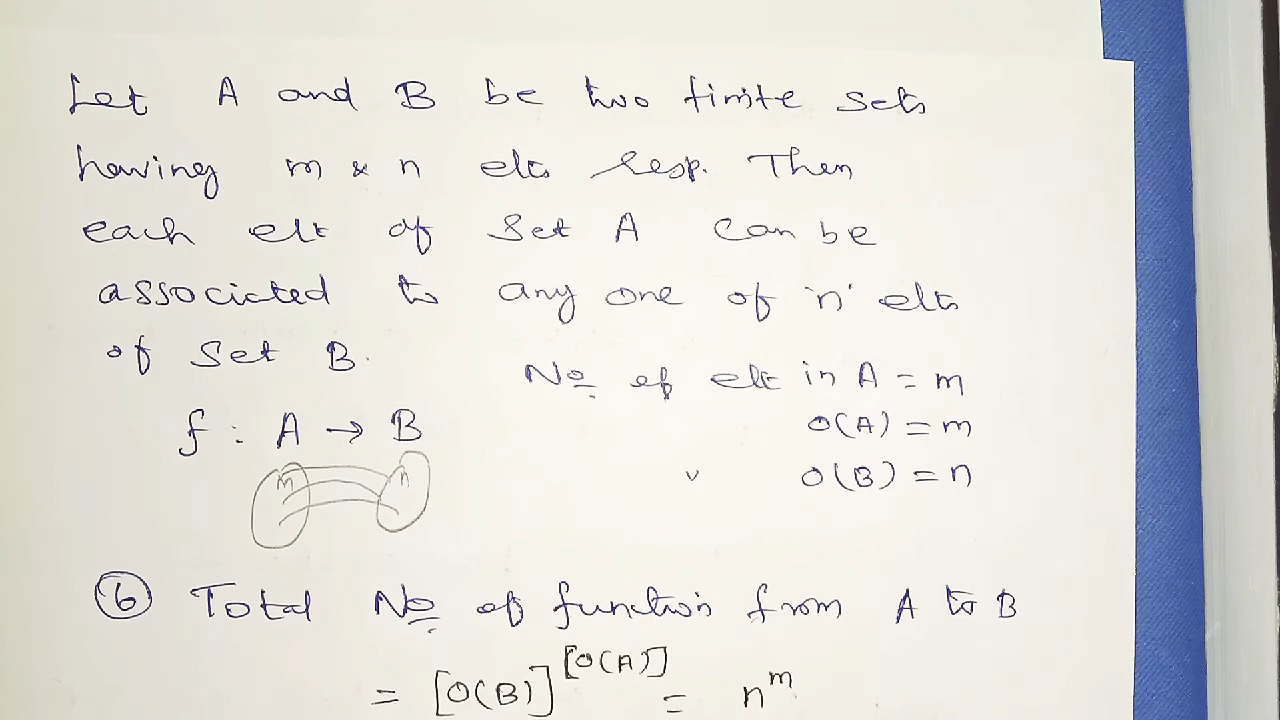 Let A and B be two finite sets
having m & n elts resp. Then
each elt of Set A can be
associated to any one of 'n' elts
of Set B.
No of elt in A = m
f : A → B
O(A) = m
m n
O(B) = n
⑥ Total No of function from A to B
= [O(B)]^[O(A)] = n^m